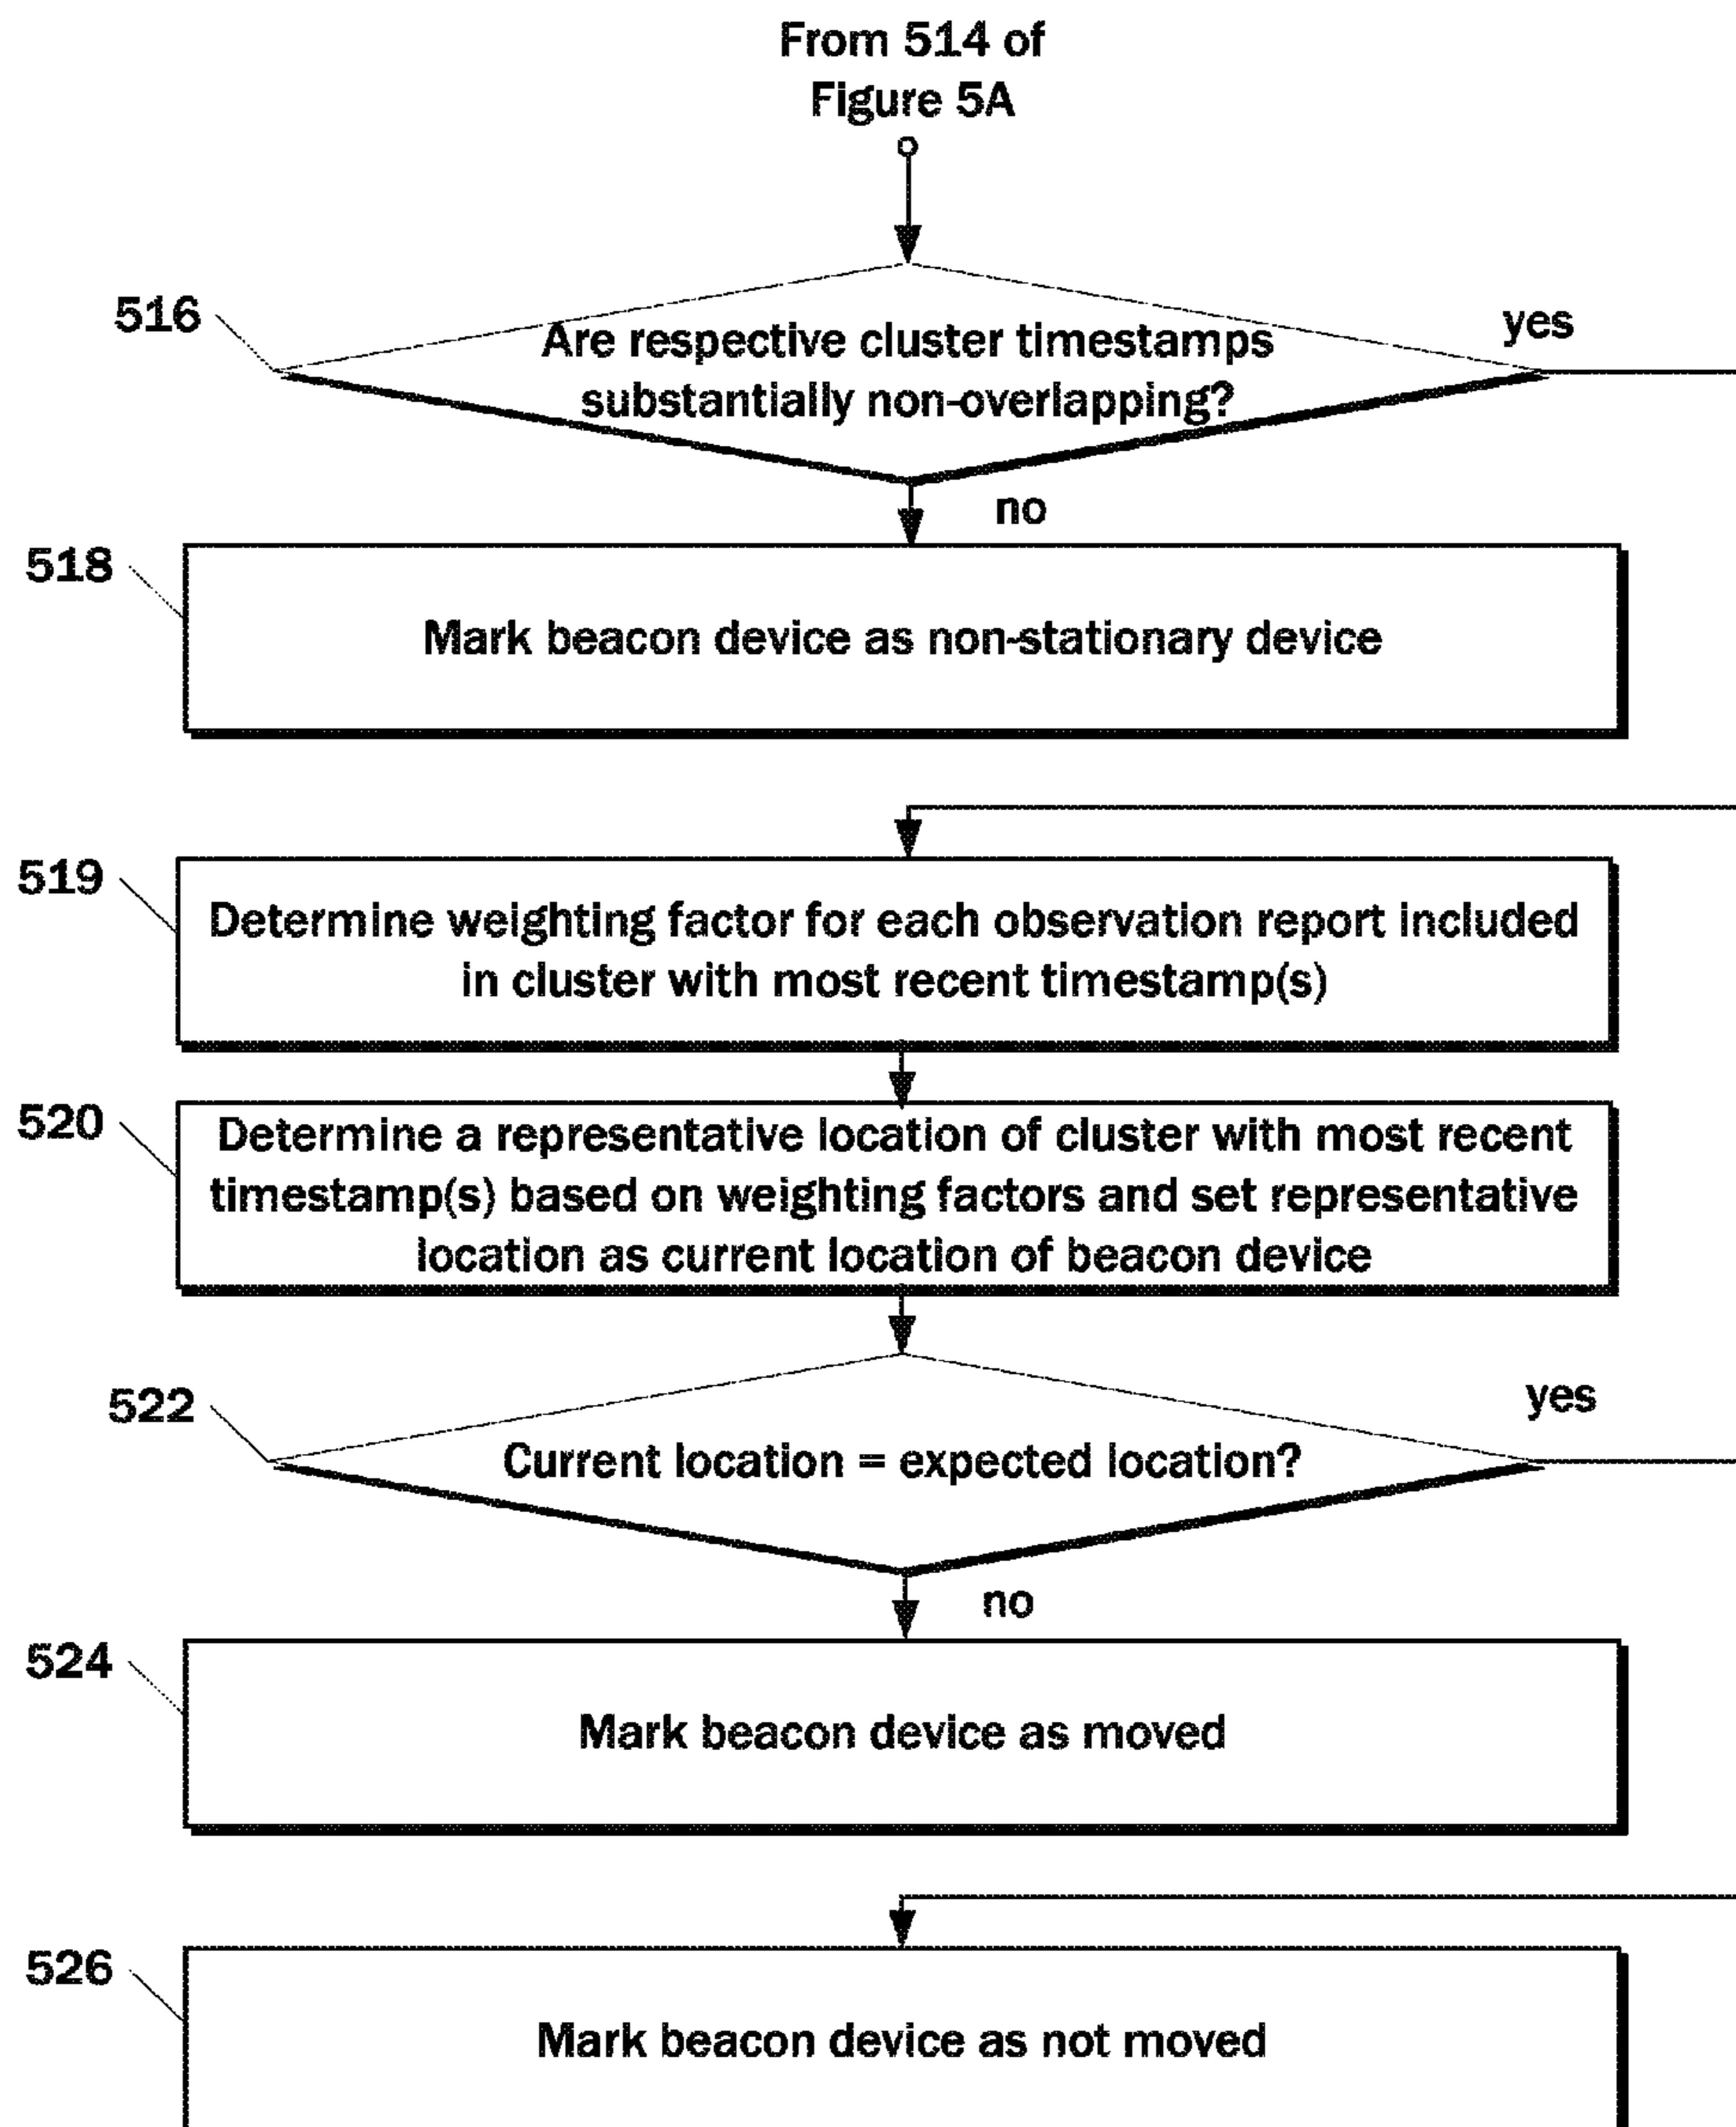 From 514 of
Figure 5A
516
Are respective cluster timestamps
substantially non-overlapping?
yes
no
518
Mark beacon device as non-stationary device
519
Determine weighting factor for each observation report included
in cluster with most recent timestamp(s)
520
Determine a representative location of cluster with most recent
timestamp(s) based on weighting factors and set representative
location as current location of beacon device
522
Current location = expected location?
yes
no
524
Mark beacon device as moved
526
Mark beacon device as not moved